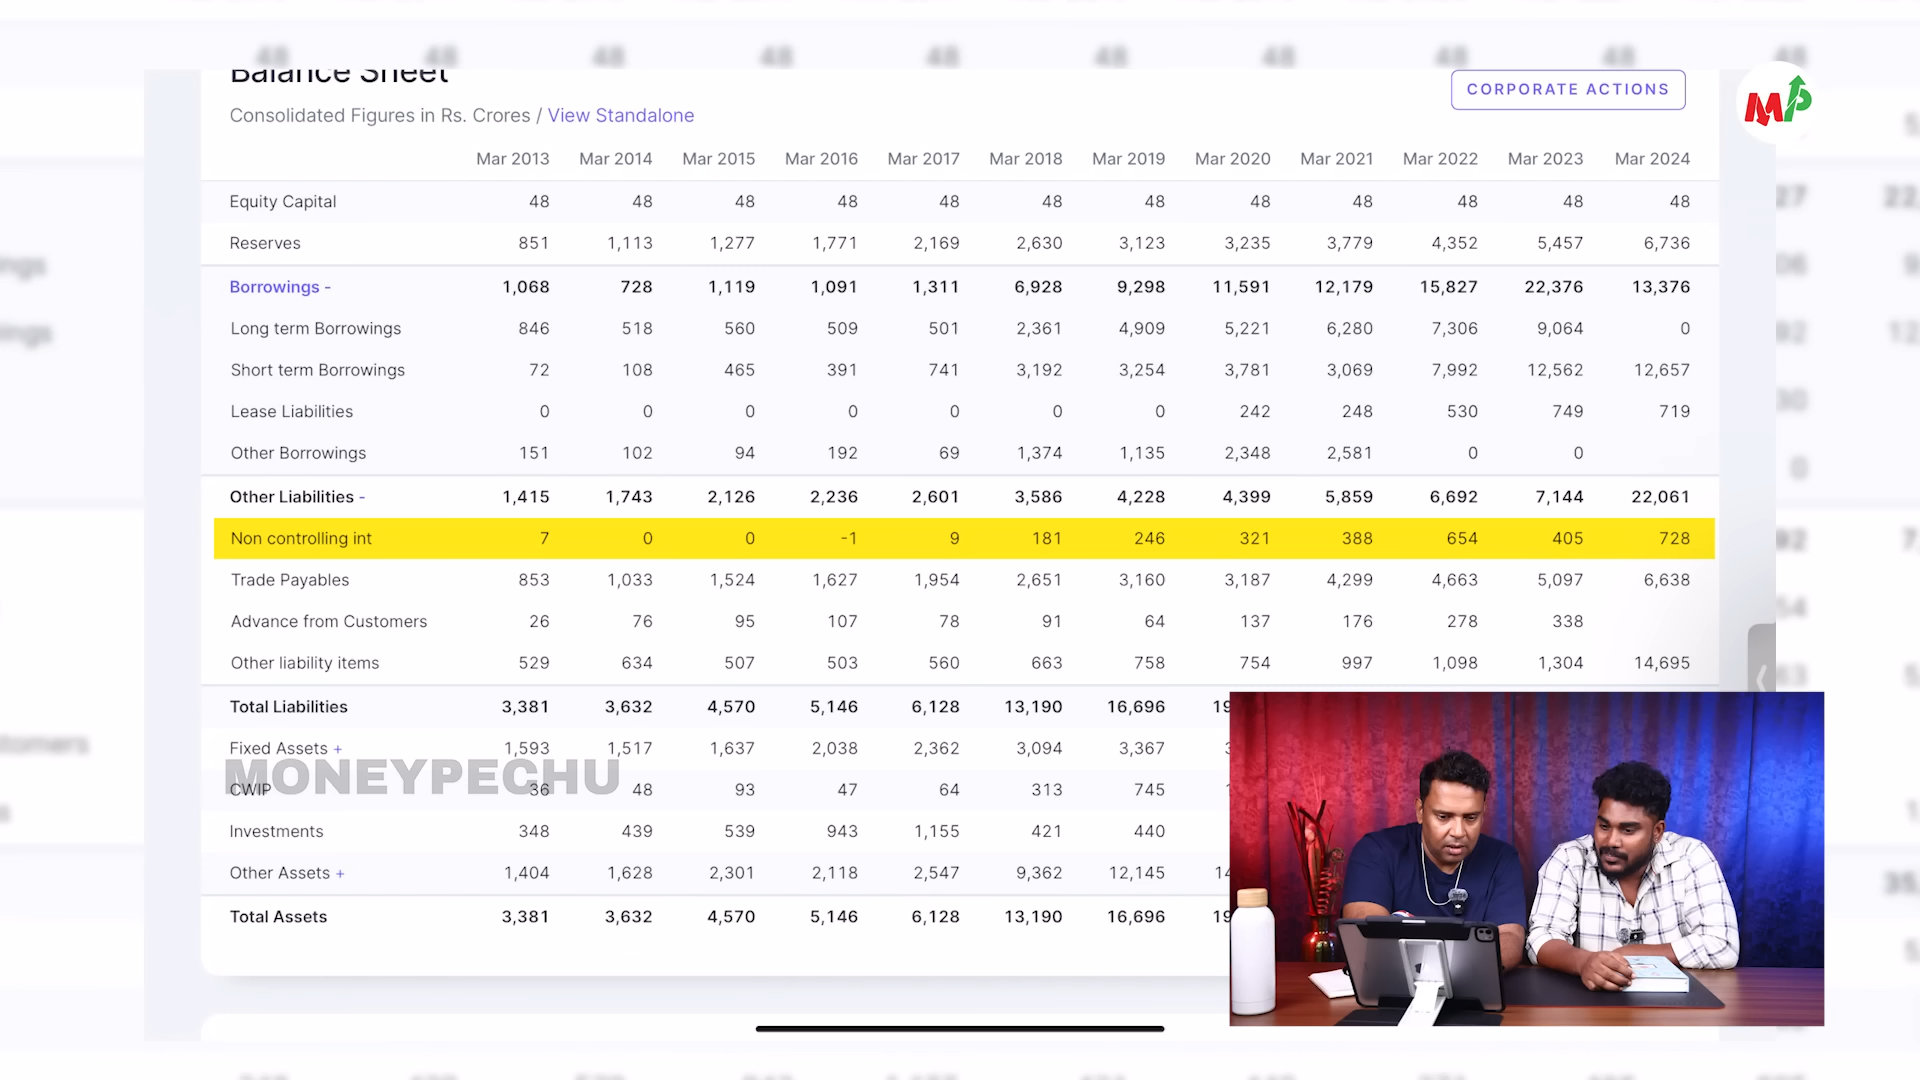 48 48 48 48 48 48 48 48 48 48
Balance Sheet
CORPORATE ACTIONS
MP
Consolidated Figures in Rs. Crores / View Standalone
Mar 2013 Mar 2014 Mar 2015 Mar 2016 Mar 2017 Mar 2018 Mar 2019 Mar 2020 Mar 2021 Mar 2022 Mar 2023 Mar 2024
Equity Capital 48 48 48 48 48 48 48 48 48 48 48 48
Reserves 851 1,113 1,277 1,771 2,169 2,630 3,123 3,235 3,779 4,352 5,457 6,736
Borrowings - 1,068 728 1,119 1,091 1,311 6,928 9,298 11,591 12,179 15,827 22,376 13,376
Long term Borrowings 846 518 560 509 501 2,361 4,909 5,221 6,280 7,306 9,064 0
Short term Borrowings 72 108 465 391 741 3,192 3,254 3,781 3,069 7,992 12,562 12,657
Lease Liabilities 0 0 0 0 0 0 0 242 248 530 749 719
Other Borrowings 151 102 94 192 69 1,374 1,135 2,348 2,581 0 0
Other Liabilities - 1,415 1,743 2,126 2,236 2,601 3,586 4,228 4,399 5,859 6,692 7,144 22,061
Non controlling int 7 0 0 -1 9 181 246 321 388 654 405 728
Trade Payables 853 1,033 1,524 1,627 1,954 2,651 3,160 3,187 4,299 4,663 5,097 6,638
Advance from Customers 26 76 95 107 78 91 64 137 176 278 338
Other liability items 529 634 507 503 560 663 758 754 997 1,098 1,304 14,695
Total Liabilities 3,381 3,632 4,570 5,146 6,128 13,190 16,696 19
Fixed Assets + 1,593 1,517 1,637 2,038 2,362 3,094 3,367
MONEYPECHU
CWIP 36 48 93 47 64 313 745
Investments 348 439 539 943 1,155 421 440
Other Assets + 1,404 1,628 2,301 2,118 2,547 9,362 12,145 14
Total Assets 3,381 3,632 4,570 5,146 6,128 13,190 16,696 19